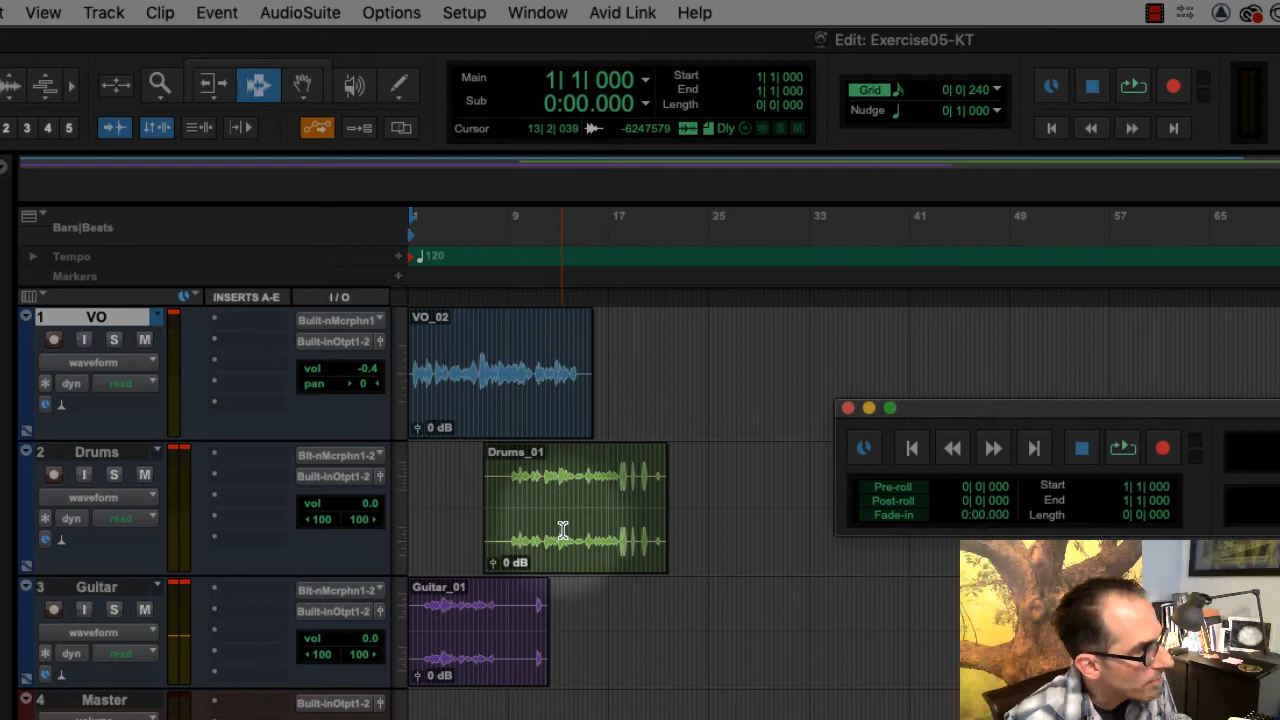 t View Track Clip Event AudioSuite Options Setup Window Avid Link Help
Edit: Exercise05-KT
Main 1| 1| 000
Sub 0:00.000
Start 1| 1| 000
End 1| 1| 000
Length 0| 0| 000
Cursor 13| 2| 039 -6247579 Dly S M
Grid 0| 0| 240
Nudge 0| 1| 000
2 3 4 5
Bars|Beats 1 9 17 25 33 41 49 57 65
Tempo 120
Markers
INSERTS A-E I / O
1 VO
I S M
waveform
dyn read
Built-nMcrphn1
Built-inOtpt1-2
vol -0.4
pan 0
VO_02
0 dB
2 Drums
I S M
waveform
dyn read
Blt-nMcrphn1-2
Built-inOtpt1-2
vol 0.0
100 100
Drums_01
0 dB
3 Guitar
I S M
waveform
dyn read
Blt-nMcrphn1-2
Built-inOtpt1-2
vol 0.0
100 100
Guitar_01
0 dB
4 Master
Built-inOtpt1-2
Pre-roll 0| 0| 000
Post-roll 0| 0| 000
Fade-in 0:00.000
Start 1| 1| 000
End 1| 1| 000
Length 0| 0| 000